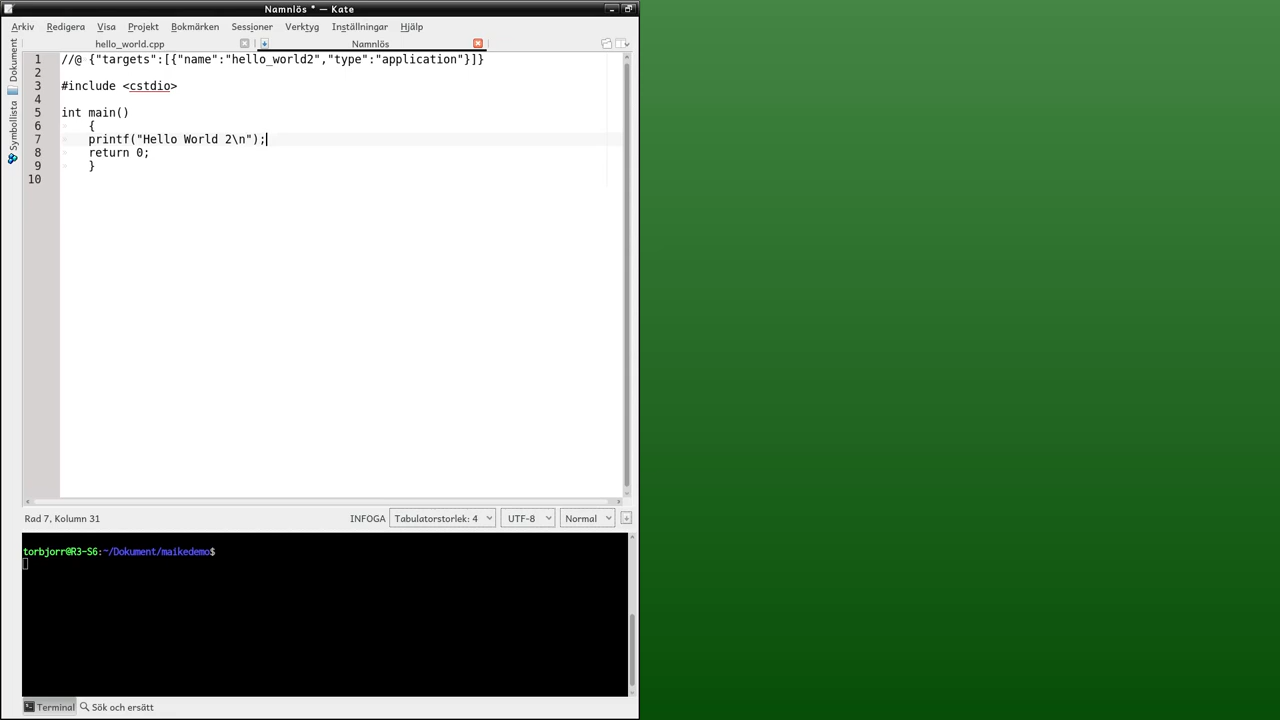 Namnlös * — Kate
Arkiv Redigera Visa Projekt Bokmärken Sessioner Verktyg Inställningar Hjälp
hello_world.cpp Namnlös
Dokument
Symbollista
1 //@ {"targets":[{"name":"hello_world2","type":"application"}]}
2
3 #include <cstdio>
4
5 int main()
6 {
7 printf("Hello World 2\n");
8 return 0;
9 }
10
Rad 7, Kolumn 31 INFOGA Tabulatorstorlek: 4 UTF-8 Normal
torbjorr@R3-S6:~/Dokument/maikedemo$
Terminal Sök och ersätt